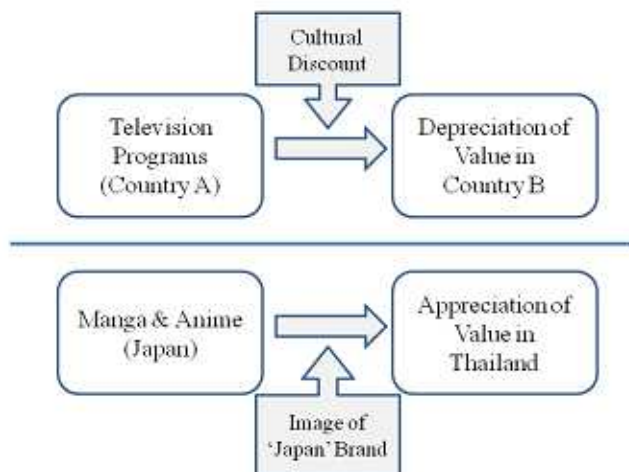 Cultural
Discount
Television
Programs
(Country A)
Depreciation of
Value in
Country B
Manga & Anime
(Japan)
Appreciation of
Value in
Thailand
Image of
‘Japan’ Brand